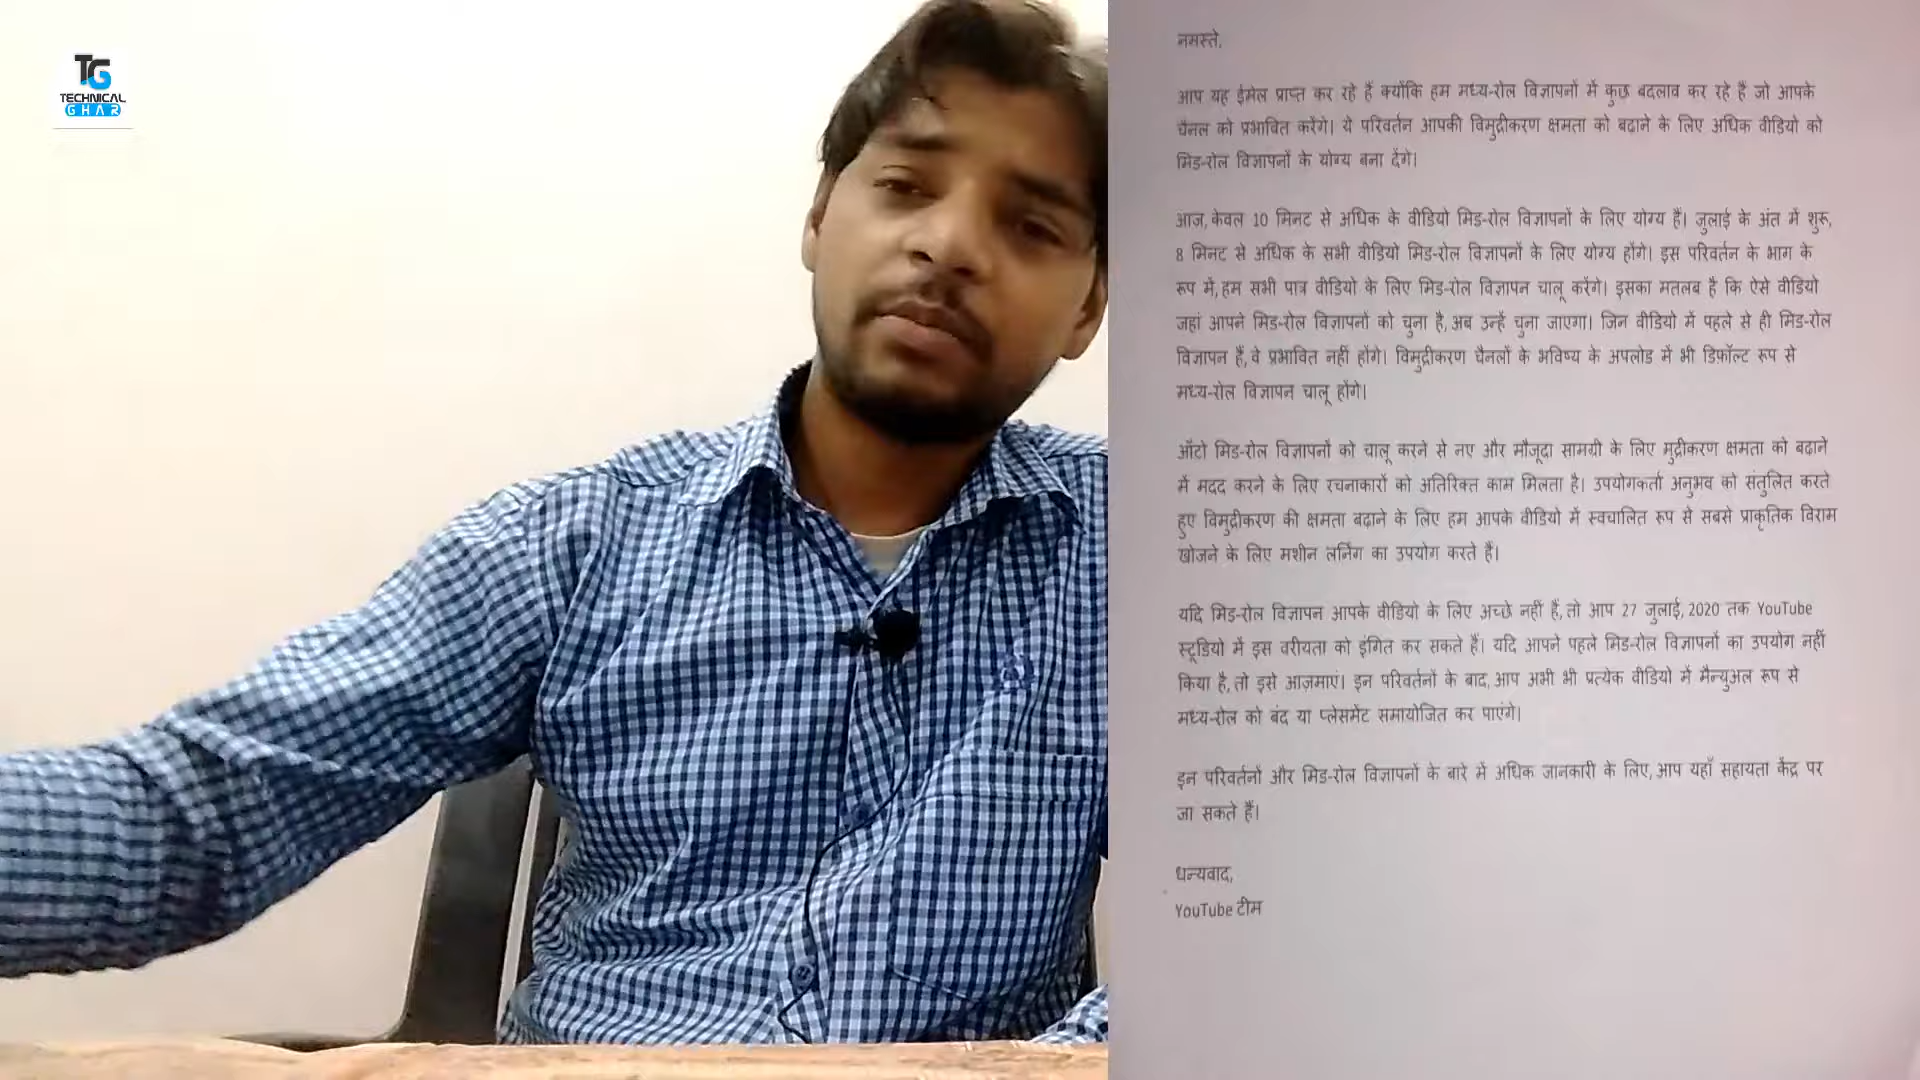 TG
TECHNICAL
GHAR
नमस्ते,
आप यह ईमेल प्राप्त कर रहे हैं क्योंकि हम मध्य-रोल विज्ञापनों में कुछ बदलाव कर रहे हैं जो आपके
चैनल को प्रभावित करेंगे। ये परिवर्तन आपकी विमुद्रीकरण क्षमता को बढ़ाने के लिए अधिक वीडियो को
मिड-रोल विज्ञापनों के योग्य बना देंगे।
आज, केवल 10 मिनट से अधिक के वीडियो मिड-रोल विज्ञापनों के लिए योग्य हैं। जुलाई के अंत में शुरू,
8 मिनट से अधिक के सभी वीडियो मिड-रोल विज्ञापनों के लिए योग्य होंगे। इस परिवर्तन के भाग के
रूप में, हम सभी पात्र वीडियो के लिए मिड-रोल विज्ञापन चालू करेंगे। इसका मतलब है कि ऐसे वीडियो
जहां आपने मिड-रोल विज्ञापनों को चुना है, अब उन्हें चुना जाएगा। जिन वीडियो में पहले से ही मिड-रोल
विज्ञापन हैं, वे प्रभावित नहीं होंगे। विमुद्रीकरण चैनलों के भविष्य के अपलोड में भी डिफ़ॉल्ट रूप से
मध्य-रोल विज्ञापन चालू होंगे।
ऑटो मिड-रोल विज्ञापनों को चालू करने से नए और मौजूदा सामग्री के लिए मुद्रीकरण क्षमता को बढ़ाने
में मदद करने के लिए रचनाकारों को अतिरिक्त काम मिलता है। उपयोगकर्ता अनुभव को संतुलित करते
हुए विमुद्रीकरण की क्षमता बढ़ाने के लिए हम आपके वीडियो में स्वचालित रूप से सबसे प्राकृतिक विराम
खोजने के लिए मशीन लर्निंग का उपयोग करते हैं।
यदि मिड-रोल विज्ञापन आपके वीडियो के लिए अच्छे नहीं हैं, तो आप 27 जुलाई, 2020 तक YouTube
स्टूडियो में इस वरीयता को इंगित कर सकते हैं। यदि आपने पहले मिड-रोल विज्ञापनों का उपयोग नहीं
किया है, तो इसे आज़माएं। इन परिवर्तनों के बाद, आप अभी भी प्रत्येक वीडियो में मैन्युअल रूप से
मध्य-रोल को बंद या प्लेसमेंट समायोजित कर पाएंगे।
इन परिवर्तनों और मिड-रोल विज्ञापनों के बारे में अधिक जानकारी के लिए, आप यहाँ सहायता केंद्र पर
जा सकते हैं।
धन्यवाद,
YouTube टीम